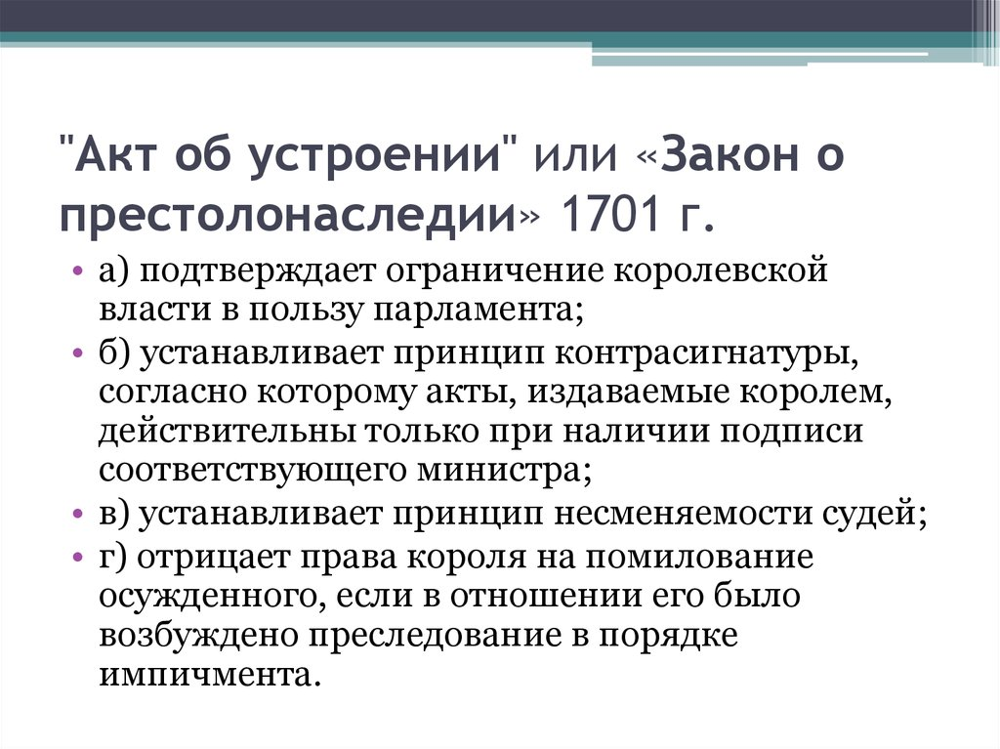 "Акт об устроении" или «Закон о
престолонаследии» 1701 г.
• а) подтверждает ограничение королевской
власти в пользу парламента;
• б) устанавливает принцип контрасигнатуры,
согласно которому акты, издаваемые королем,
действительны только при наличии подписи
соответствующего министра;
• в) устанавливает принцип несменяемости судей;
• г) отрицает права короля на помилование
осужденного, если в отношении его было
возбуждено преследование в порядке
импичмента.